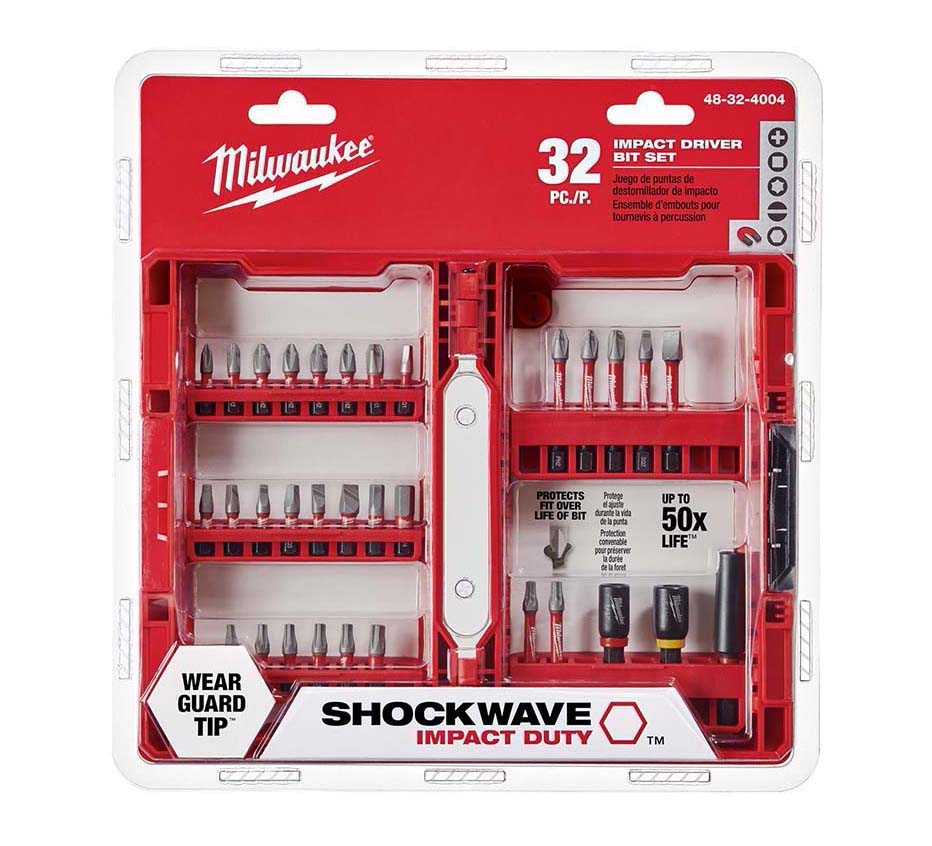 48-32-4004
Milwaukee®
32
PC./P.
IMPACT DRIVER
BIT SET
Juego de puntas de
destornillador de impacto
Ensemble d'embouts pour
tournevis à percussion
PROTECTS
FIT OVER
LIFE OF BIT
Protege
el ajuste
durante la vida
de la punta
Protection
convenable
pour préserver
la durée
de la foret
UP TO
50x
LIFE™
WEAR
GUARD
TIP™
SHOCKWAVE
IMPACT DUTY
™